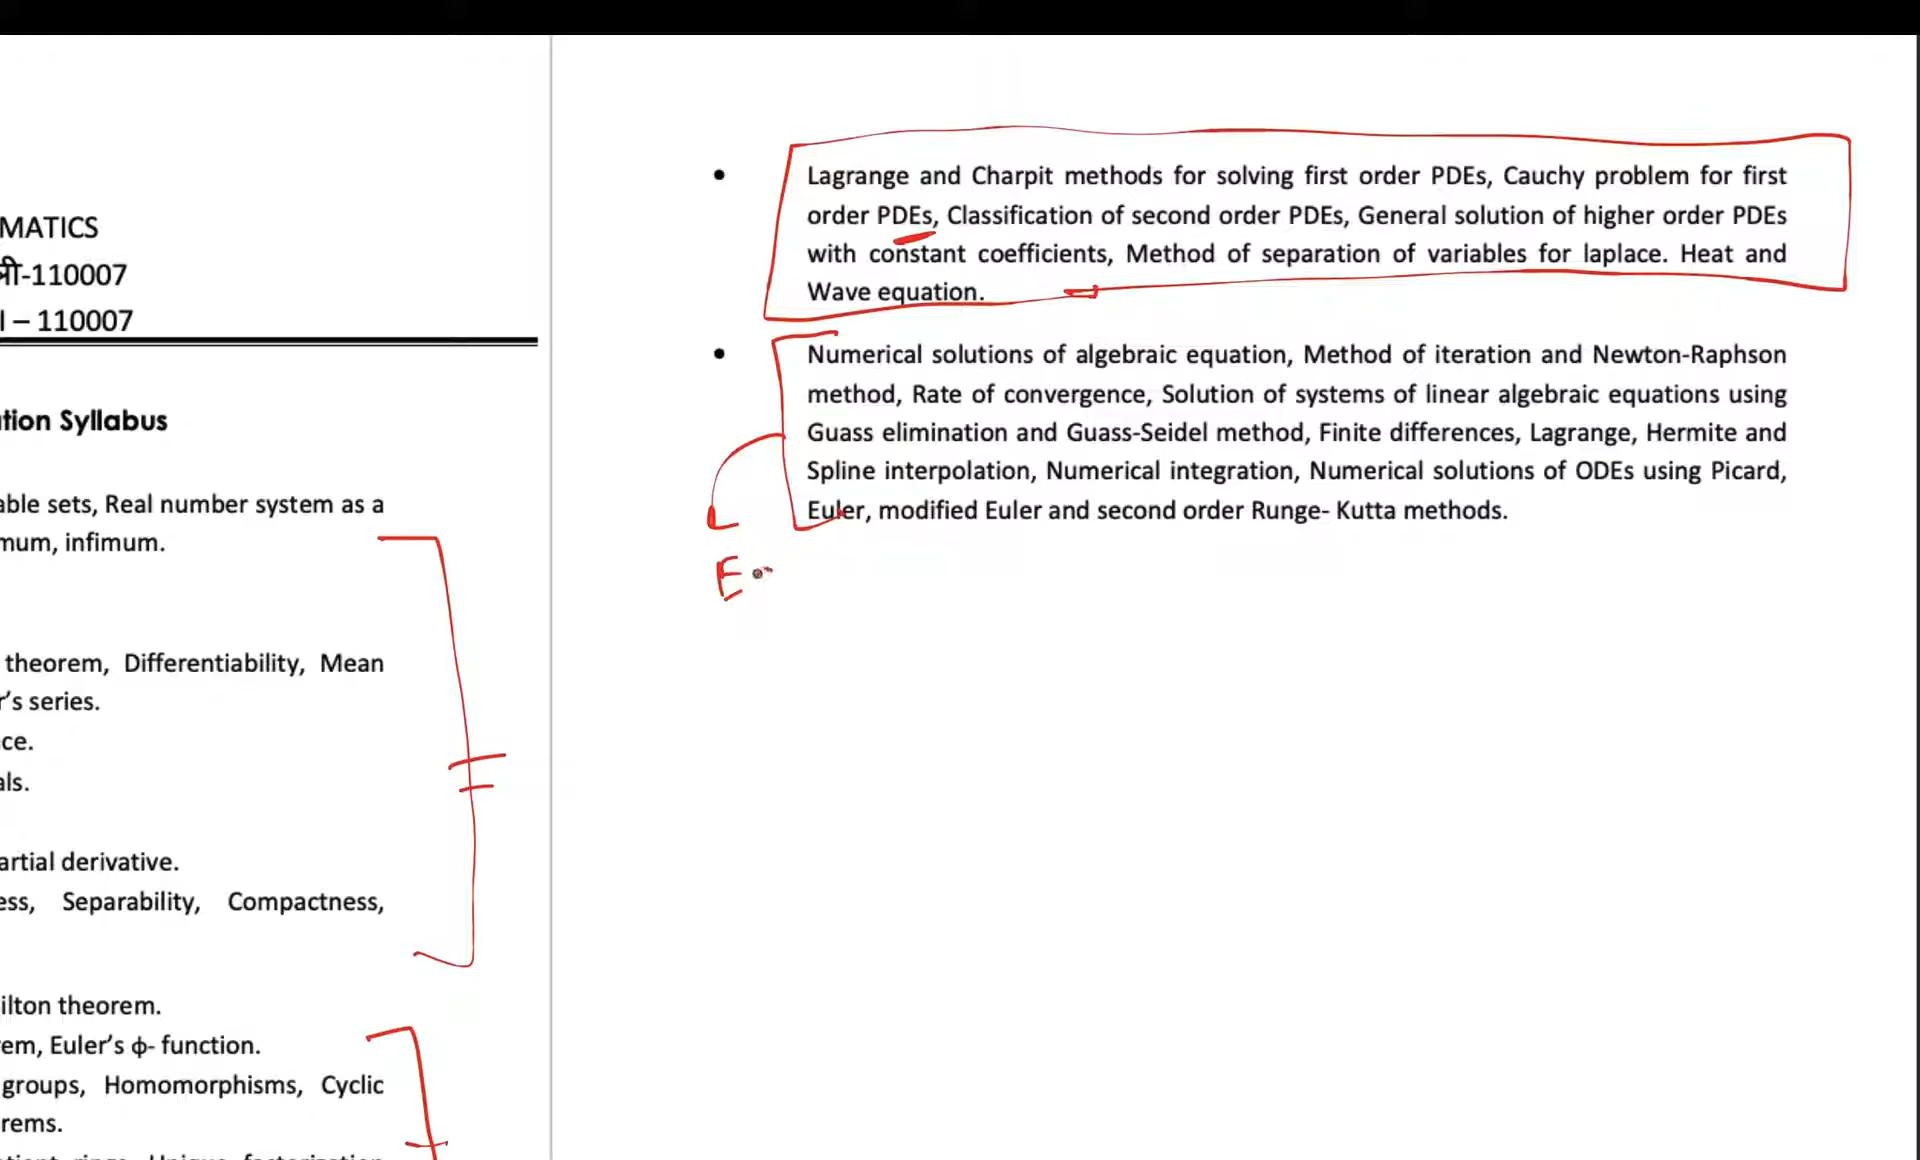 MATICS
-110007
– 110007
tion Syllabus
able sets, Real number system as a
mum, infimum.
theorem, Differentiability, Mean
r’s series.
ce.
als.
artial derivative.
ess, Separability, Compactness,
ilton theorem.
rem, Euler’s ϕ- function.
groups, Homomorphisms, Cyclic
rems.
• Lagrange and Charpit methods for solving first order PDEs, Cauchy problem for first
order PDEs, Classification of second order PDEs, General solution of higher order PDEs
with constant coefficients, Method of separation of variables for laplace. Heat and
Wave equation.
• Numerical solutions of algebraic equation, Method of iteration and Newton-Raphson
method, Rate of convergence, Solution of systems of linear algebraic equations using
Guass elimination and Guass-Seidel method, Finite differences, Lagrange, Hermite and
Spline interpolation, Numerical integration, Numerical solutions of ODEs using Picard,
Euler, modified Euler and second order Runge- Kutta methods.
E